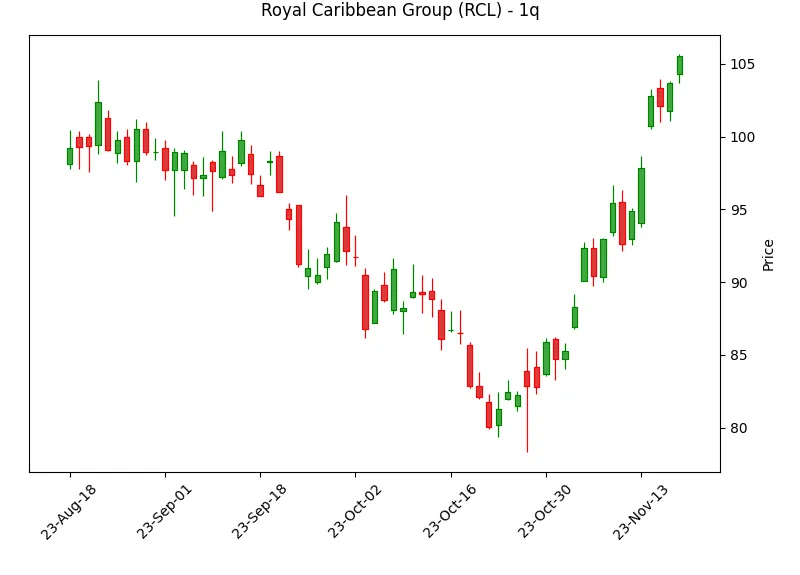 Royal Caribbean Group (RCL) - 1q
105
100
95
90
85
80
Price
23-Aug-18
23-Sep-01
23-Sep-18
23-Oct-02
23-Oct-16
23-Oct-30
23-Nov-13